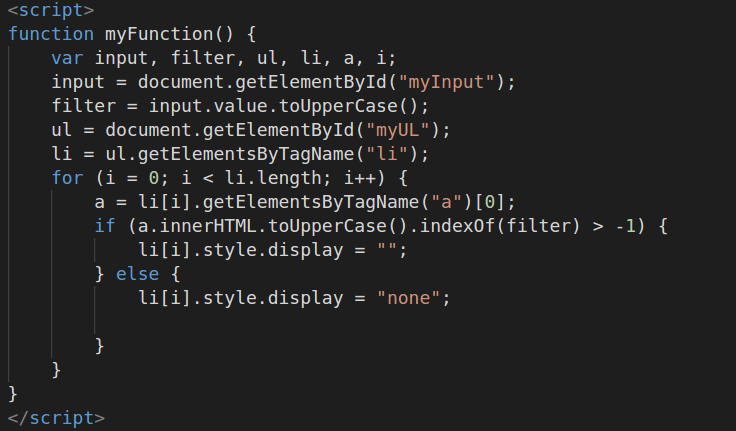 <script>
function myFunction() {
    var input, filter, ul, li, a, i;
    input = document.getElementById("myInput");
    filter = input.value.toUpperCase();
    ul = document.getElementById("myUL");
    li = ul.getElementsByTagName("li");
    for (i = 0; i < li.length; i++) {
        a = li[i].getElementsByTagName("a")[0];
        if (a.innerHTML.toUpperCase().indexOf(filter) > -1) {
            li[i].style.display = "";
        } else {
            li[i].style.display = "none";

        }
    }
}
</script>